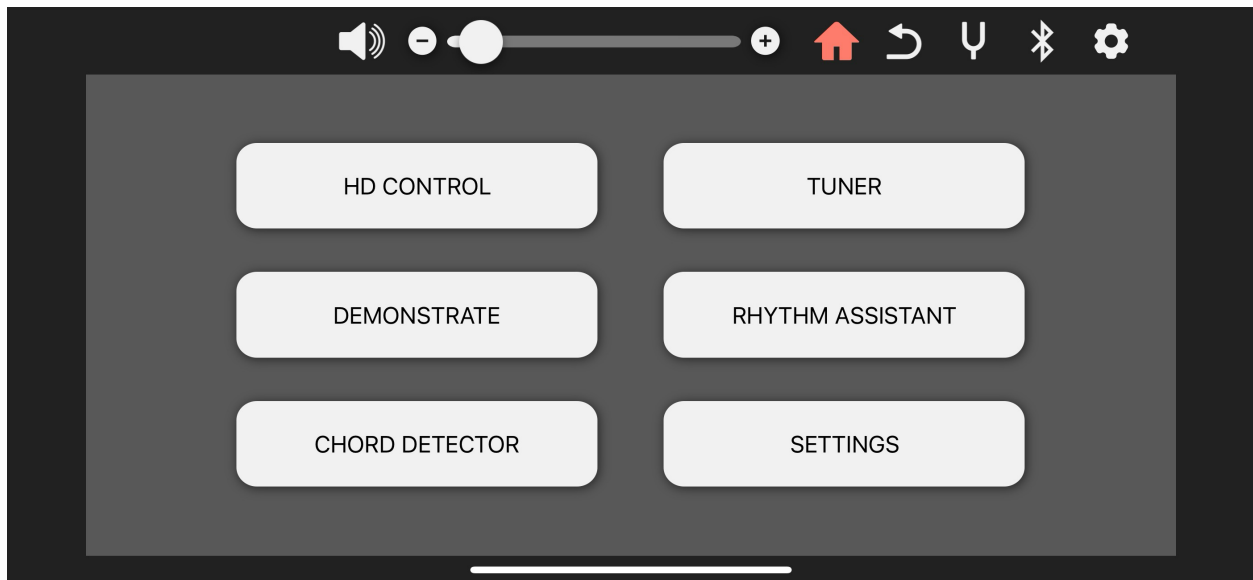 HD CONTROL
TUNER
DEMONSTRATE
RHYTHM ASSISTANT
CHORD DETECTOR
SETTINGS